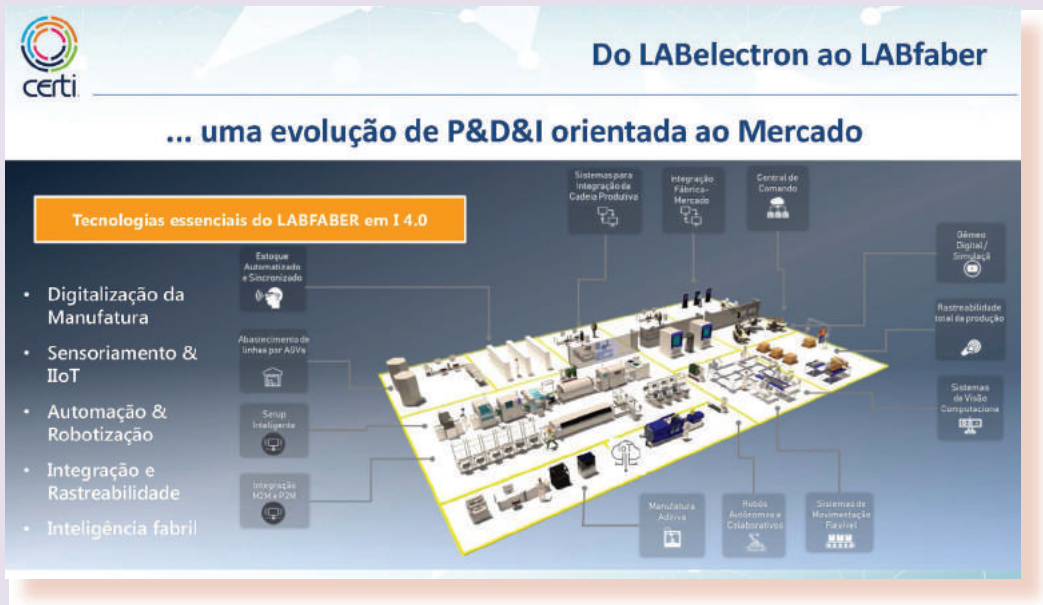 certi
Do LABelectron ao LABfaber
... uma evolução de P&D&I orientada ao Mercado
Tecnologias essenciais do LABFABER em I 4.0
• Digitalização da
Manufatura
• Sensoriamento &
IIoT
• Automação &
Robotização
• Integração e
Rastreabilidade
• Inteligência fabril
Sistemas para
Integração da
Cadeia Produtiva
Integração
Fábrica-
Mercado
Central de
Comando
Estoque
Automatizado
e Sincronizado
Abastecimento de
linhas por AGVs
Setup
Inteligente
Integração
M2M e P2M
Gêmeo
Digital /
Simulaçã
Rastreabilidade
total da produção
Sistemas
de Visão
Computaciona
Manufatura
Aditiva
Robôs
Autônomos e
Colaborativos
Sistemas de
Movimentação
Flexível
IoT